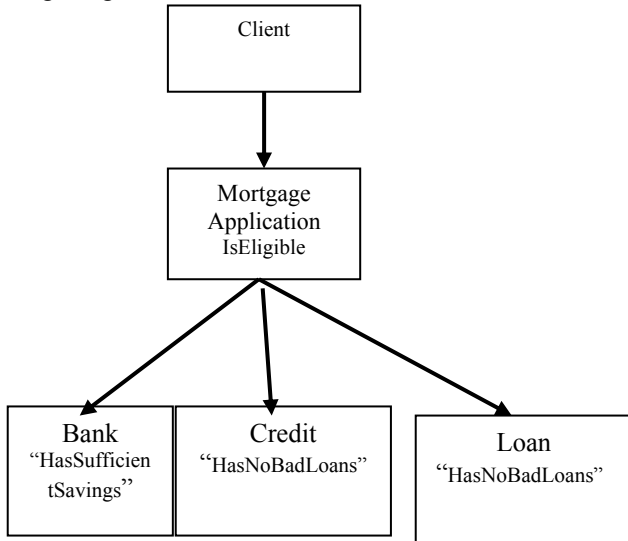 Client
Mortgage
Application
IsEligible
Bank
“HasSufficien
tSavings”
Credit
“HasNoBadLoans”
Loan
“HasNoBadLoans”